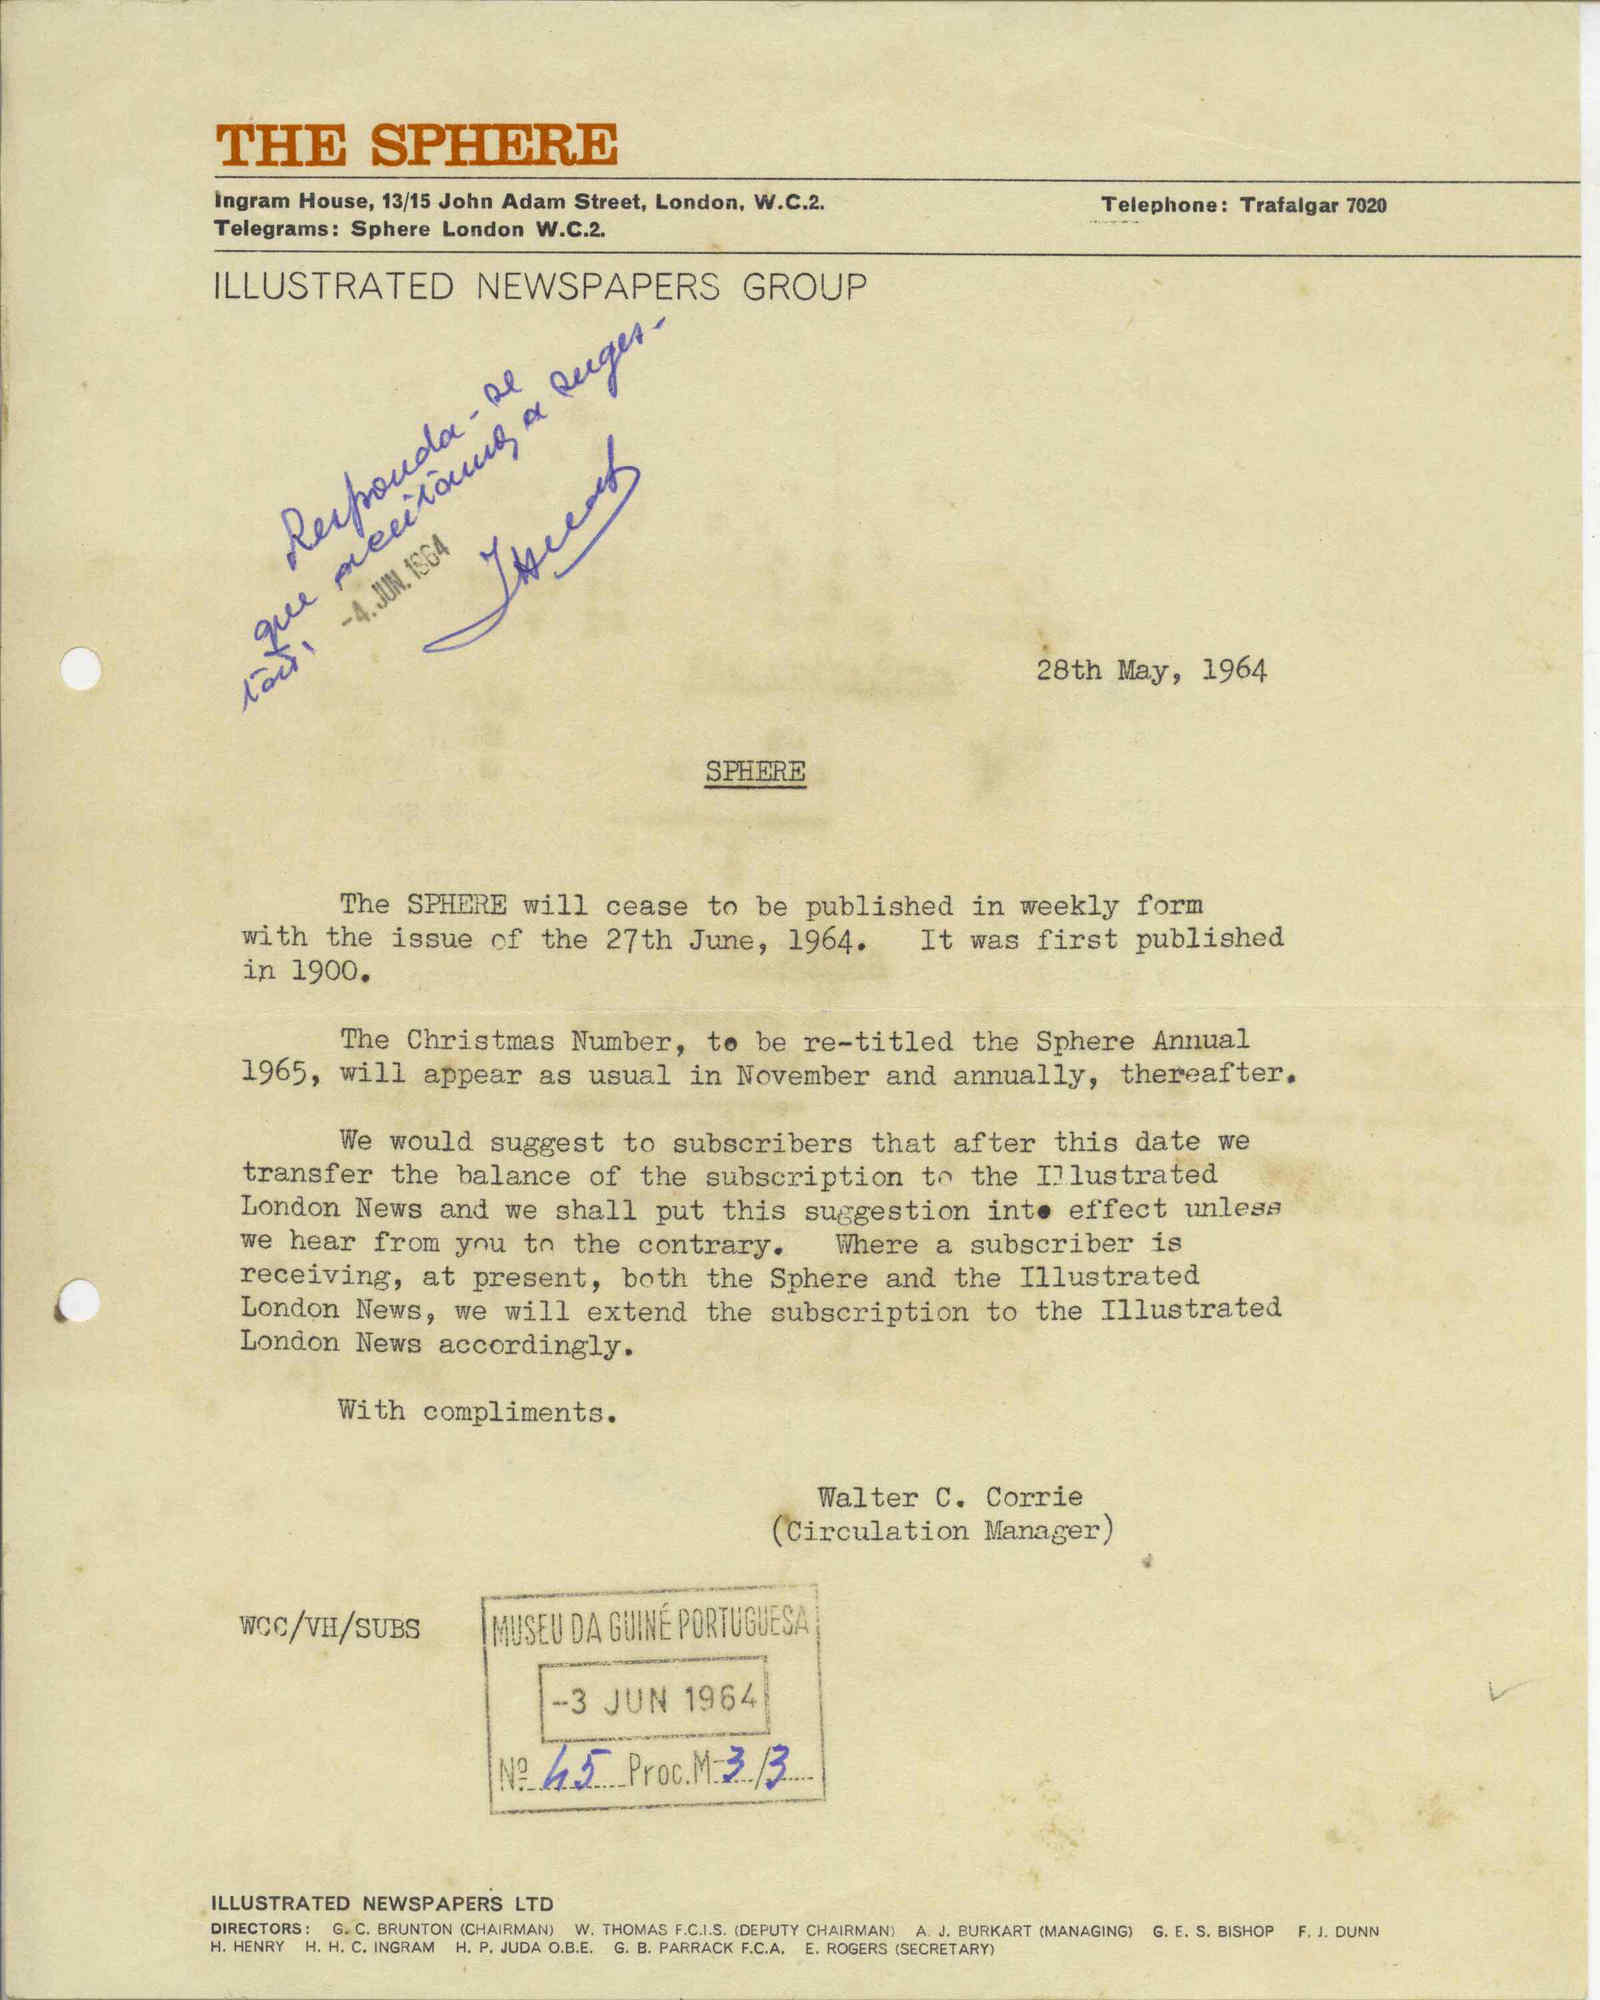 THE SPHERE
Ingram House, 13/15 John Adam Street, London, W.C.2.
Telephone: Trafalgar 7020
Telegrams: Sphere London W.C.2.
ILLUSTRATED NEWSPAPERS GROUP
Responda-se
que aceitamos a suges-
tão.
-4. JUN. 1964
28th May, 1964
SPHERE
The SPHERE will cease to be published in weekly form
with the issue of the 27th June, 1964. It was first published
in 1900.
The Christmas Number, to be re-titled the Sphere Annual
1965, will appear as usual in November and annually, thereafter.
We would suggest to subscribers that after this date we
transfer the balance of the subscription to the Illustrated
London News and we shall put this suggestion into effect unless
we hear from you to the contrary. Where a subscriber is
receiving, at present, both the Sphere and the Illustrated
London News, we will extend the subscription to the Illustrated
London News accordingly.
With compliments.
Walter C. Corrie
(Circulation Manager)
WCC/VH/SUBS
MUSEU DA GUINÉ PORTUGUESA
-3 JUN 1964
Nº 45 Proc. M-3/3
ILLUSTRATED NEWSPAPERS LTD
DIRECTORS: G. C. BRUNTON (CHAIRMAN) W. THOMAS F.C.I.S. (DEPUTY CHAIRMAN) A. J. BURKART (MANAGING) G. E. S. BISHOP F. J. DUNN
H. HENRY H. H. C. INGRAM H. P. JUDA O.B.E. G. B. PARRACK F.C.A. E. ROGERS (SECRETARY)